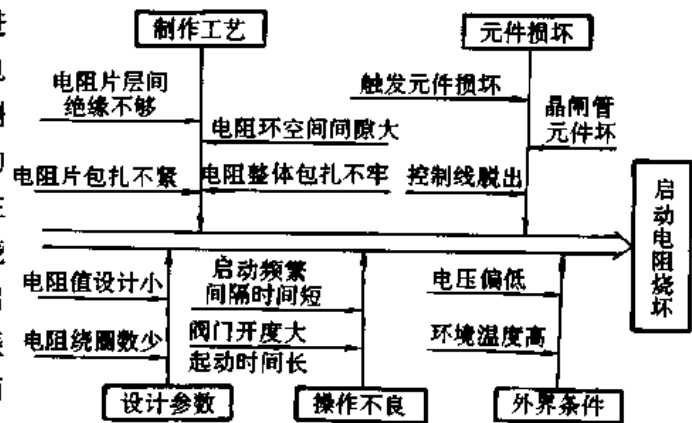 制作工艺
元件损坏
电阻片层间
绝缘不够
触发元件损坏
晶闸管
元件坏
电阻环空间间隙大
电阻片包扎不紧
电阻整体包扎不牢
控制线脱出
启动电阻烧坏
电阻值设计小
启动频繁
间隔时间短
电压偏低
电阻绕圈数少
阀门开度大
起动时间长
环境温度高
设计参数
操作不良
外界条件